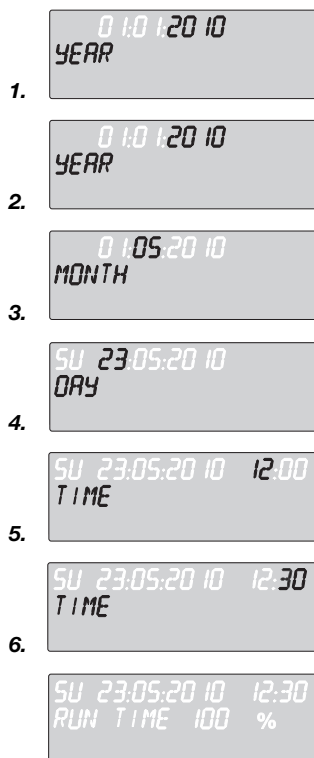 01:01:2010
YEAR
1.
01:01:2010
YEAR
2.
01:05:2010
MONTH
3.
SU 23:05:2010
DAY
4.
SU 23:05:2010 12:00
TIME
5.
SU 23:05:2010 12:30
TIME
6.
SU 23:05:2010 12:30
RUN TIME 100 %